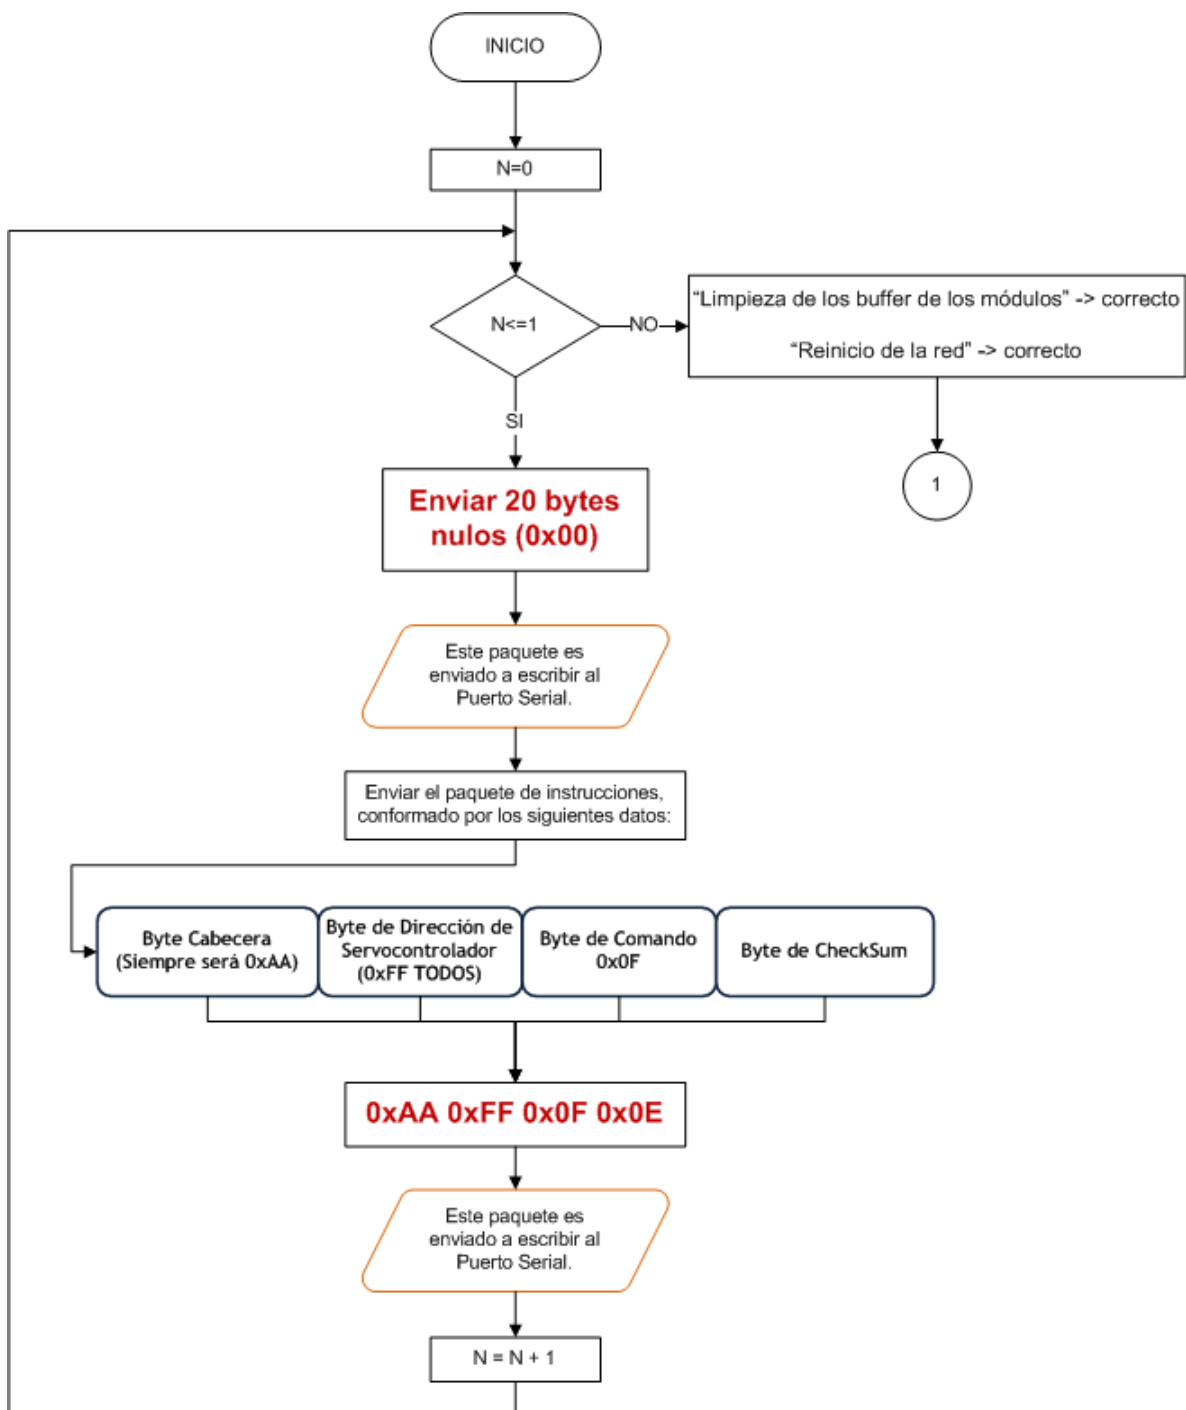 INICIO
N=0
N<=1
NO
“Limpieza de los buffer de los módulos” -> correcto
“Reinicio de la red” -> correcto
1
SI
Enviar 20 bytes
nulos (0x00)
Este paquete es
enviado a escribir al
Puerto Serial.
Enviar el paquete de instrucciones,
conformado por los siguientes datos:
Byte Cabecera
(Siempre será 0xAA)
Byte de Dirección de
Servocontrolador
(0xFF TODOS)
Byte de Comando
0x0F
Byte de CheckSum
0xAA 0xFF 0x0F 0x0E
Este paquete es
enviado a escribir al
Puerto Serial.
N = N + 1